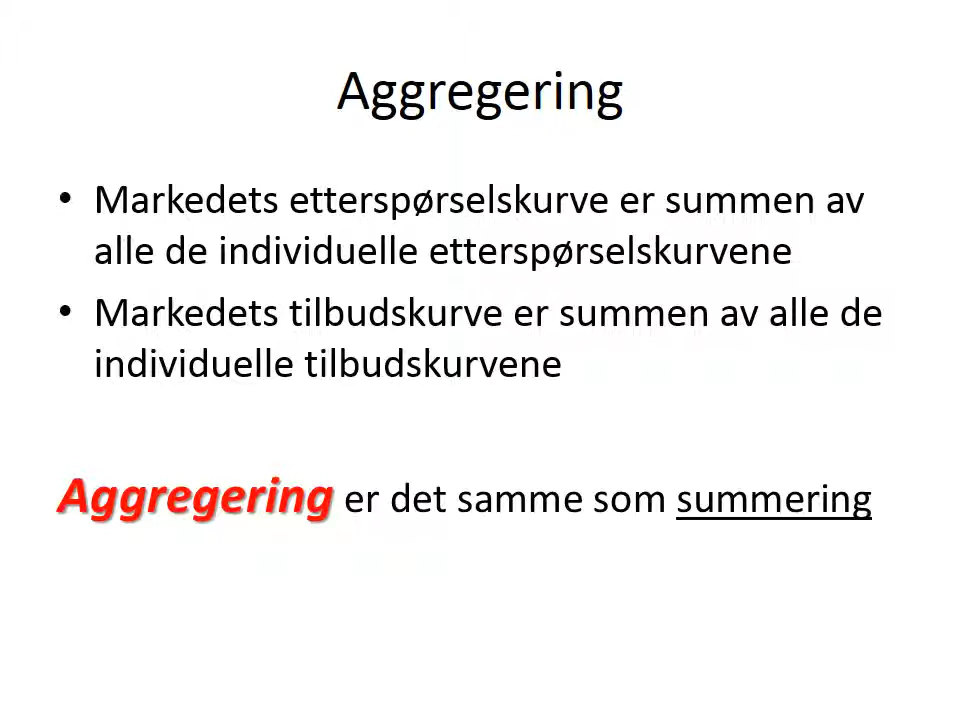 Aggregering
• Markedets etterspørselskurve er summen av
alle de individuelle etterspørselskurvene
• Markedets tilbudskurve er summen av alle de
individuelle tilbudskurvene
Aggregering er det samme som summering